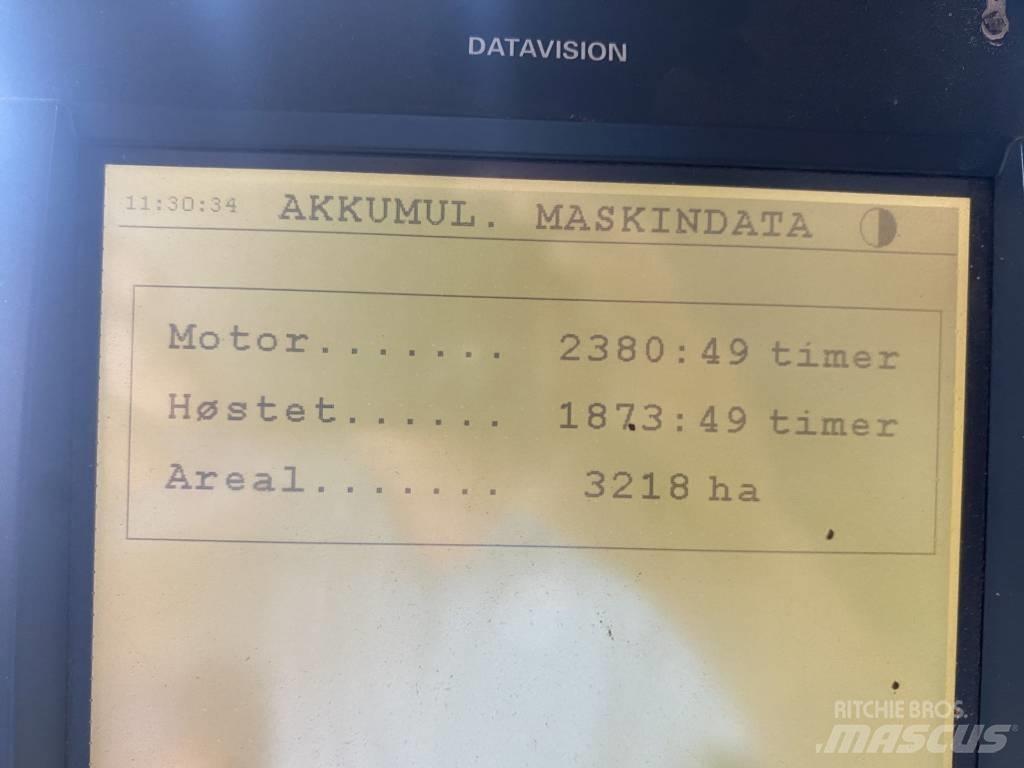 DATAVISION
11:30:34 AKKUMUL. MASKINDATA
Motor....... 2380:49 timer
Høstet...... 1873:49 timer
Areal....... 3218 ha
RITCHIE BROS.
.MASCUS